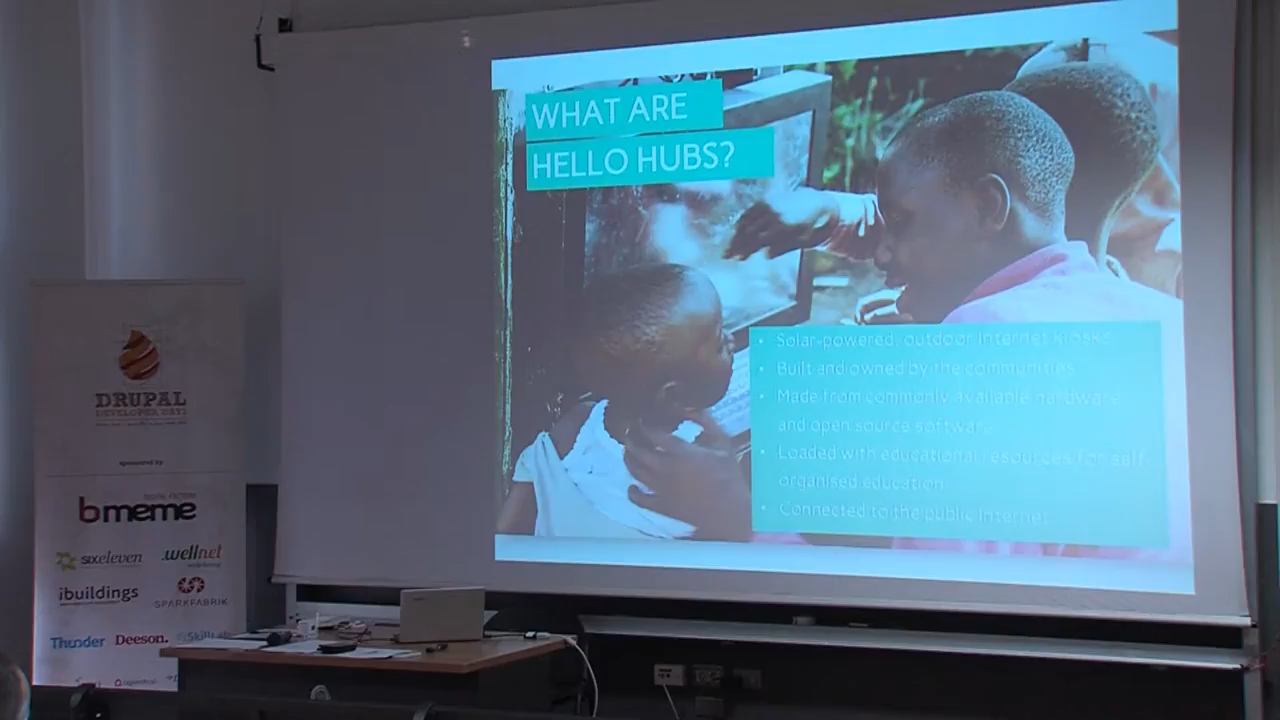 WHAT ARE
HELLO HUBS?
• Solar-powered, outdoor Internet kiosks
• Built and owned by the communities
• Made from commonly available hardware
and open source software
• Loaded with educational resources for self-
organised education
• Connected to the public Internet
DRUPAL
DEVELOPER DAYS
sponsored by
bmeme
sixeleven
.wellnet
ibuildings
SPARKFABRIK
Thunder
Deeson.